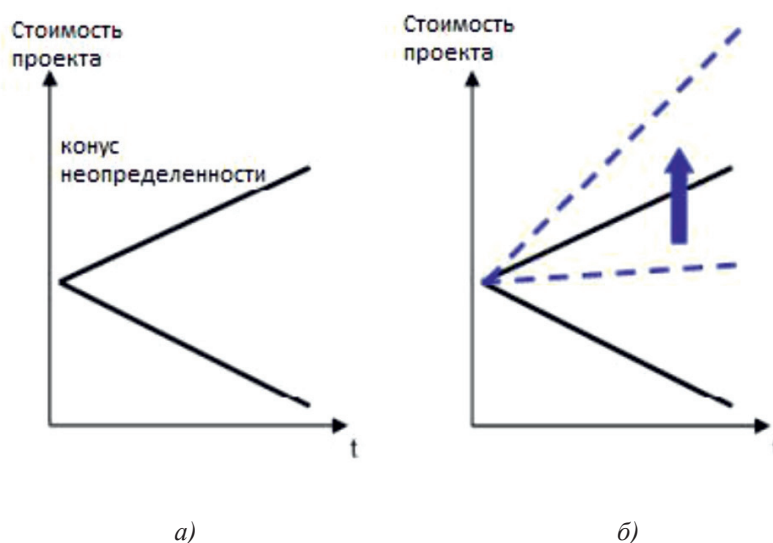 Стоимость
проекта
конус
неопределенности
t
а)
Стоимость
проекта
t
б)